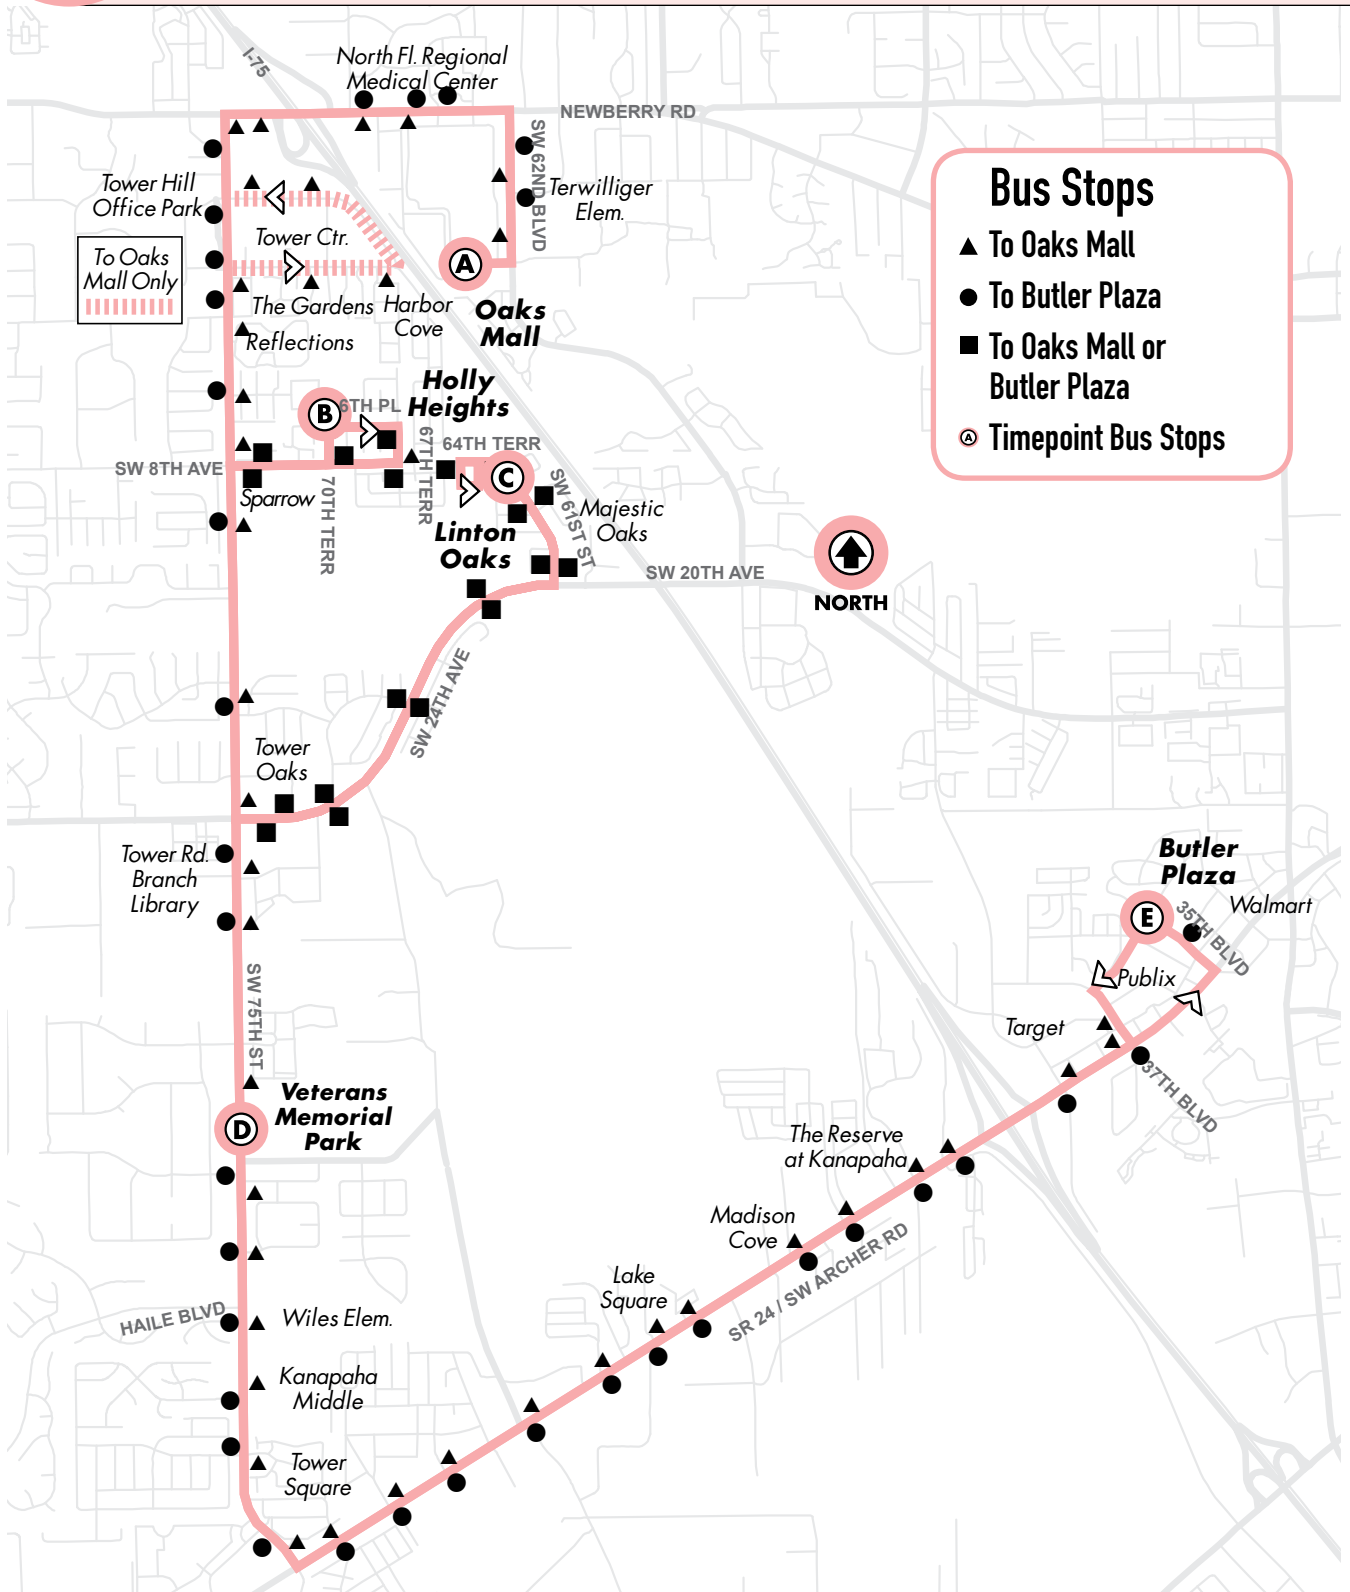 I-75
North Fl. Regional
Medical Center
NEWBERRY RD
SW 62ND BLVD
Terwilliger
Elem.
Tower Hill
Office Park
To Oaks
Mall Only
Tower Ctr.
A
Oaks
Mall
The Gardens
Harbor
Cove
Reflections
Bus Stops
To Oaks Mall
To Butler Plaza
To Oaks Mall or
Butler Plaza
A Timepoint Bus Stops
Holly
Heights
B
6TH PL
67TH TERR
64TH TERR
SW 8TH AVE
Sparrow
70TH TERR
C
Linton
Oaks
SW 61ST ST
Majestic
Oaks
SW 20TH AVE
NORTH
SW 24TH AVE
Tower
Oaks
Tower Rd.
Branch
Library
SW 75TH ST
Butler
Plaza
E
35TH BLVD
Walmart
Publix
Target
37TH BLVD
D
Veterans
Memorial
Park
The Reserve
at Kanapaha
Madison
Cove
SR 24 / SW ARCHER RD
Lake
Square
HAILE BLVD
Wiles Elem.
Kanapaha
Middle
Tower
Square